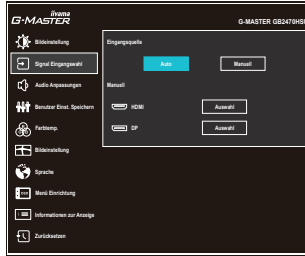 iiyama
G-MASTER
G-MASTER GB2470HSU
Bildeinstellung
Signal Eingangswahl
Audio Anpassungen
Benutzer Einst. Speichern
Farbtemp.
Bildeinstellung
Sprache
Menü Einrichtung
Informationen zur Anzeige
Zurücksetzen
Eingangsquelle
Auto
Manuell
Manuell
HDMI
Auswahl
DP
Auswahl